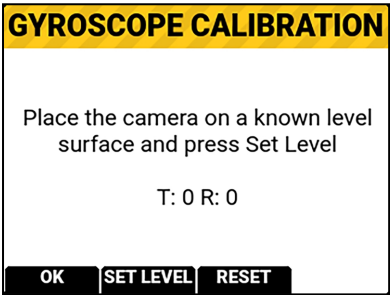 GYROSCOPE CALIBRATION
Place the camera on a known level
surface and press Set Level
T: 0 R: 0
OK SET LEVEL RESET